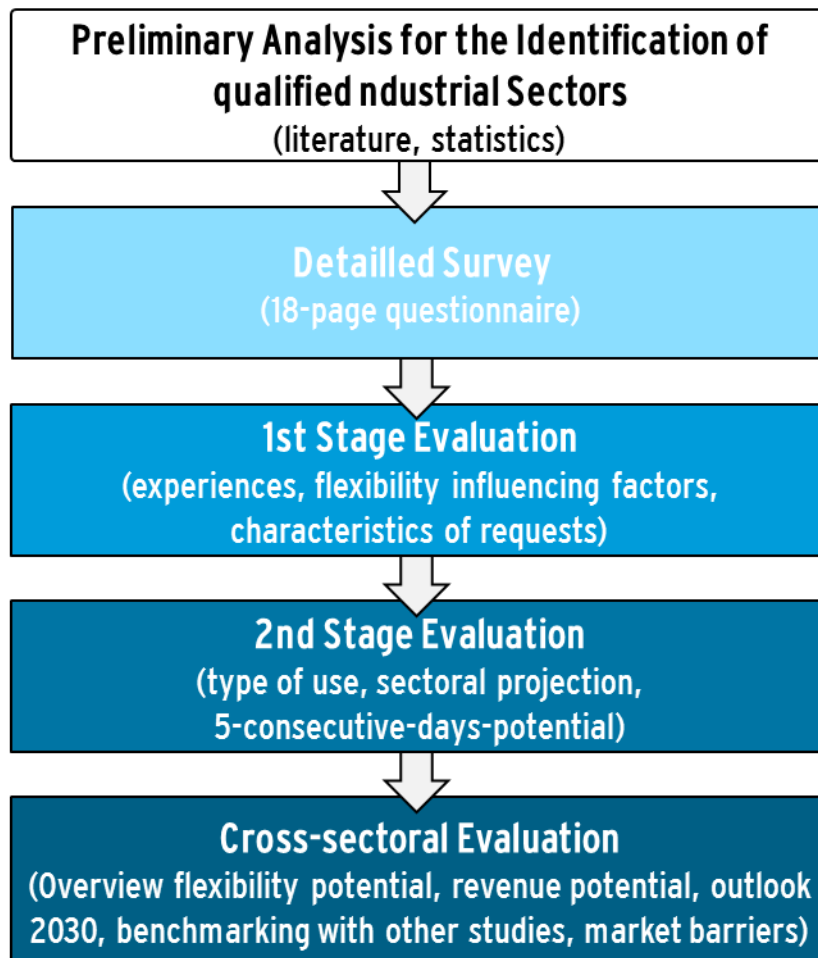 Preliminary Analysis for the Identification of
qualified ndustrial Sectors
(literature, statistics)
Detailled Survey
(18-page questionnaire)
1st Stage Evaluation
(experiences, flexibility influencing factors,
characteristics of requests)
2nd Stage Evaluation
(type of use, sectoral projection,
5-consecutive-days-potential)
Cross-sectoral Evaluation
(Overview flexibility potential, revenue potential, outlook
2030, benchmarking with other studies, market barriers)